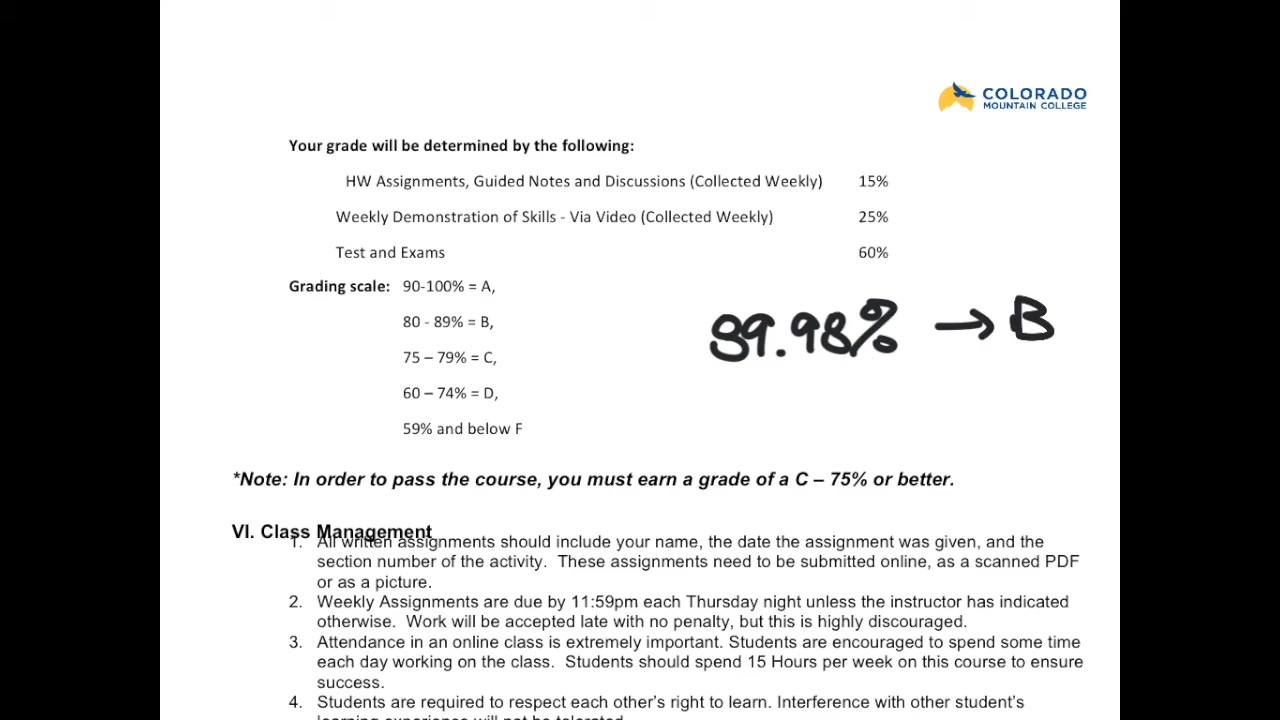 COLORADO
MOUNTAIN COLLEGE
Your grade will be determined by the following:
HW Assignments, Guided Notes and Discussions (Collected Weekly) 15%
Weekly Demonstration of Skills - Via Video (Collected Weekly) 25%
Test and Exams 60%
Grading scale: 90-100% = A,
80 - 89% = B,
89.98% → B
75 – 79% = C,
60 – 74% = D,
59% and below F
*Note: In order to pass the course, you must earn a grade of a C – 75% or better.
VI. Class Management
1. All written assignments should include your name, the date the assignment was given, and the
section number of the activity. These assignments need to be submitted online, as a scanned PDF
or as a picture.
2. Weekly Assignments are due by 11:59pm each Thursday night unless the instructor has indicated
otherwise. Work will be accepted late with no penalty, but this is highly discouraged.
3. Attendance in an online class is extremely important. Students are encouraged to spend some time
each day working on the class. Students should spend 15 Hours per week on this course to ensure
success.
4. Students are required to respect each other's right to learn. Interference with other student's
learning experience will not be tolerated